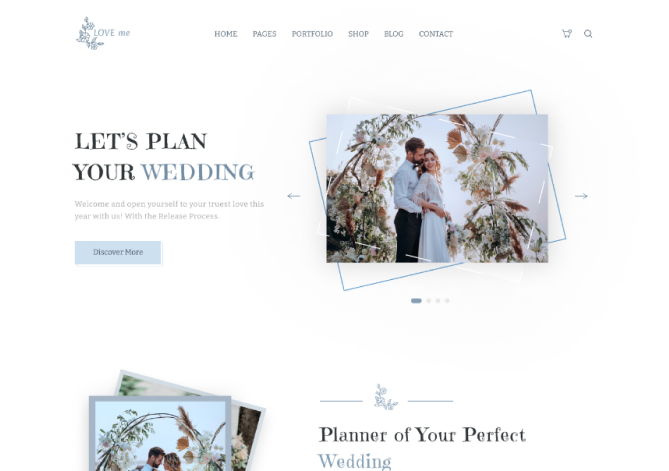 LOVE me
HOME PAGES PORTFOLIO SHOP BLOG CONTACT
LET'S PLAN
YOUR WEDDING
Welcome and open yourself to your truest love this
year with us! With the Release Process.
Discover More
Planner of Your Perfect
Wedding